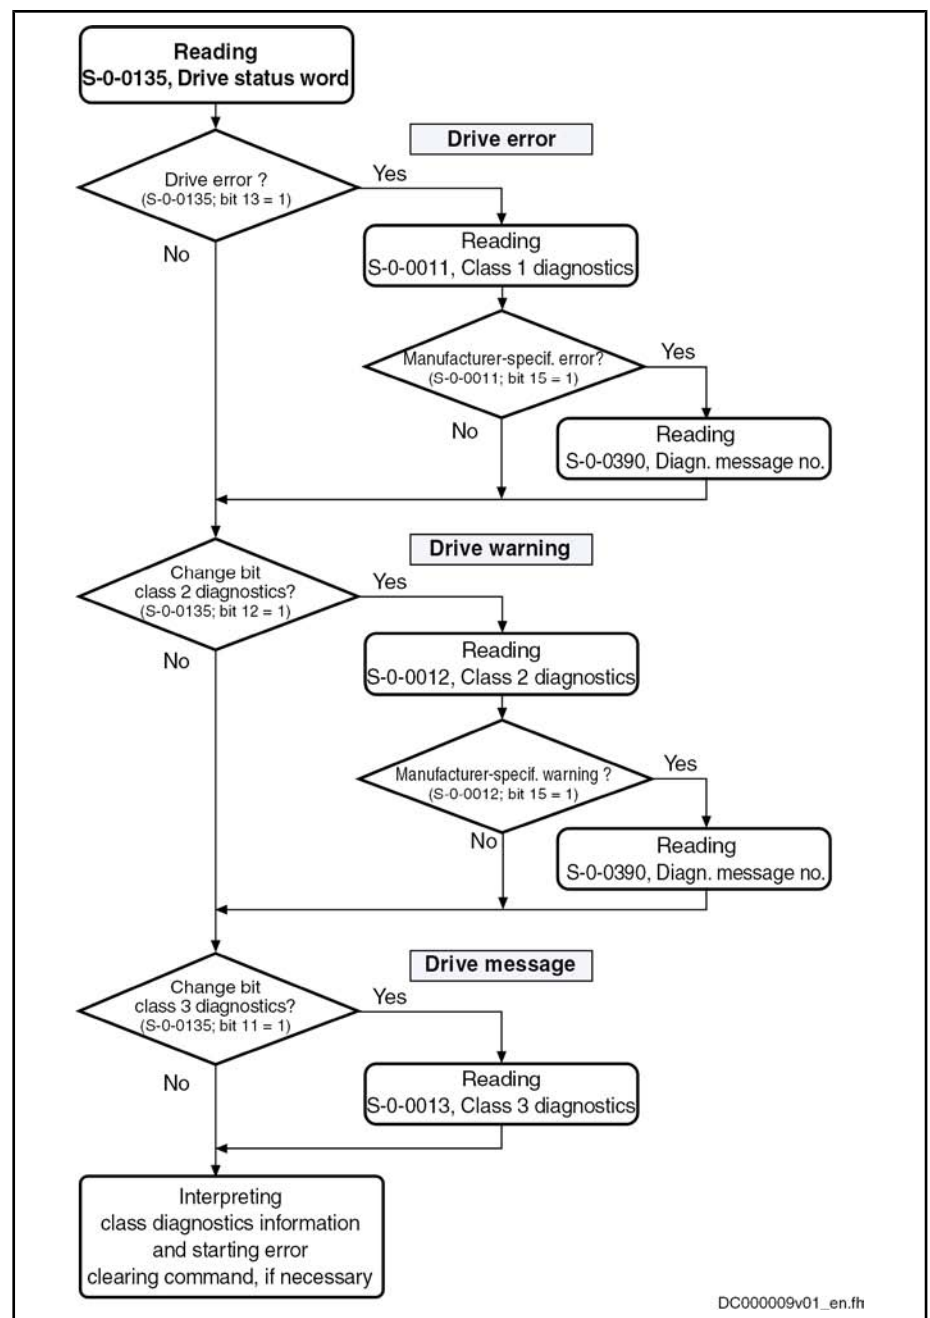 Reading
S-0-0135, Drive status word
Drive error
Drive error ?
(S-0-0135; bit 13 = 1)
Yes
No
Reading
S-0-0011, Class 1 diagnostics
Manufacturer-specif. error?
(S-0-0011; bit 15 = 1)
Yes
No
Reading
S-0-0390, Diagn. message no.
Drive warning
Change bit
class 2 diagnostics?
(S-0-0135; bit 12 = 1)
Yes
No
Reading
S-0-0012, Class 2 diagnostics
Manufacturer-specif. warning ?
(S-0-0012; bit 15 = 1)
Yes
No
Reading
S-0-0390, Diagn. message no.
Drive message
Change bit
class 3 diagnostics?
(S-0-0135; bit 11 = 1)
Yes
No
Reading
S-0-0013, Class 3 diagnostics
Interpreting
class diagnostics information
and starting error
clearing command, if necessary
DC000009v01_en.fh